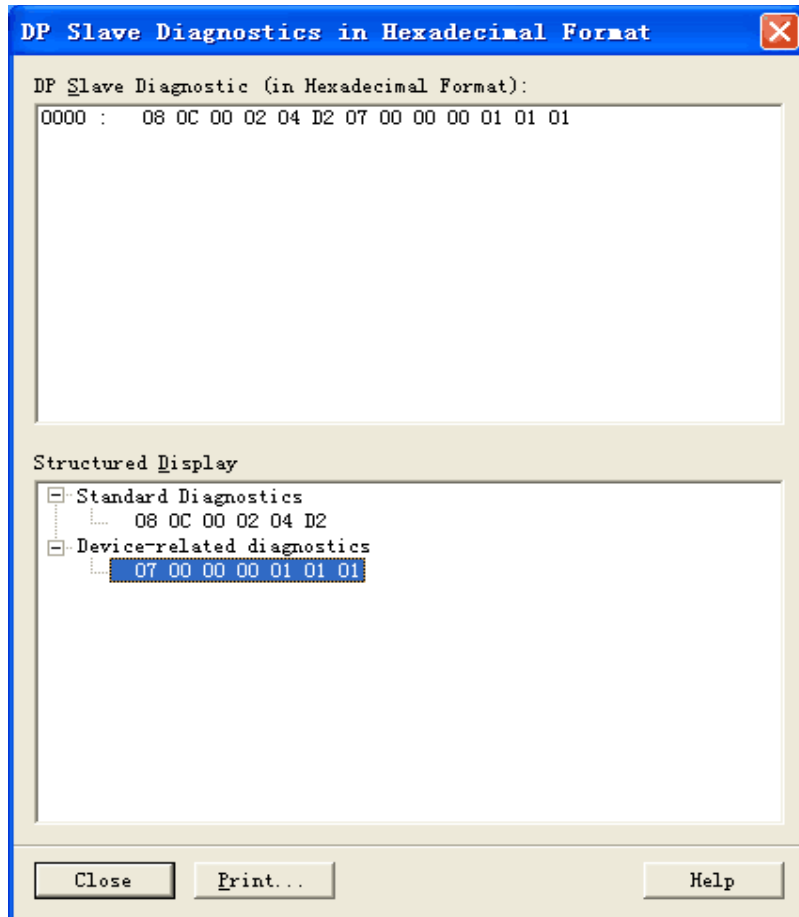 DP Slave Diagnostics in Hexadecimal Format
DP Slave Diagnostic (in Hexadecimal Format):
0000 : 08 0C 00 02 04 D2 07 00 00 00 01 01 01
Structured Display
Standard Diagnostics
08 0C 00 02 04 D2
Device-related diagnostics
07 00 00 00 01 01 01
Close Print... Help